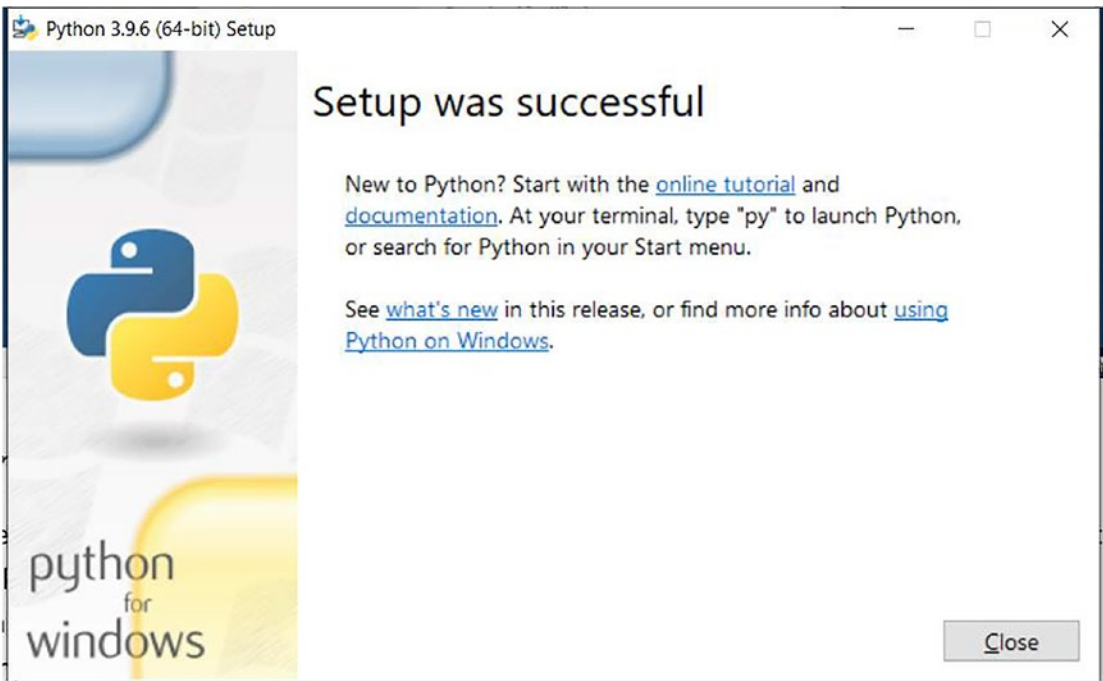 Python 3.9.6 (64-bit) Setup
Setup was successful
New to Python? Start with the online tutorial and
documentation. At your terminal, type "py" to launch Python,
or search for Python in your Start menu.
See what's new in this release, or find more info about using
Python on Windows.
python
for
windows
Close